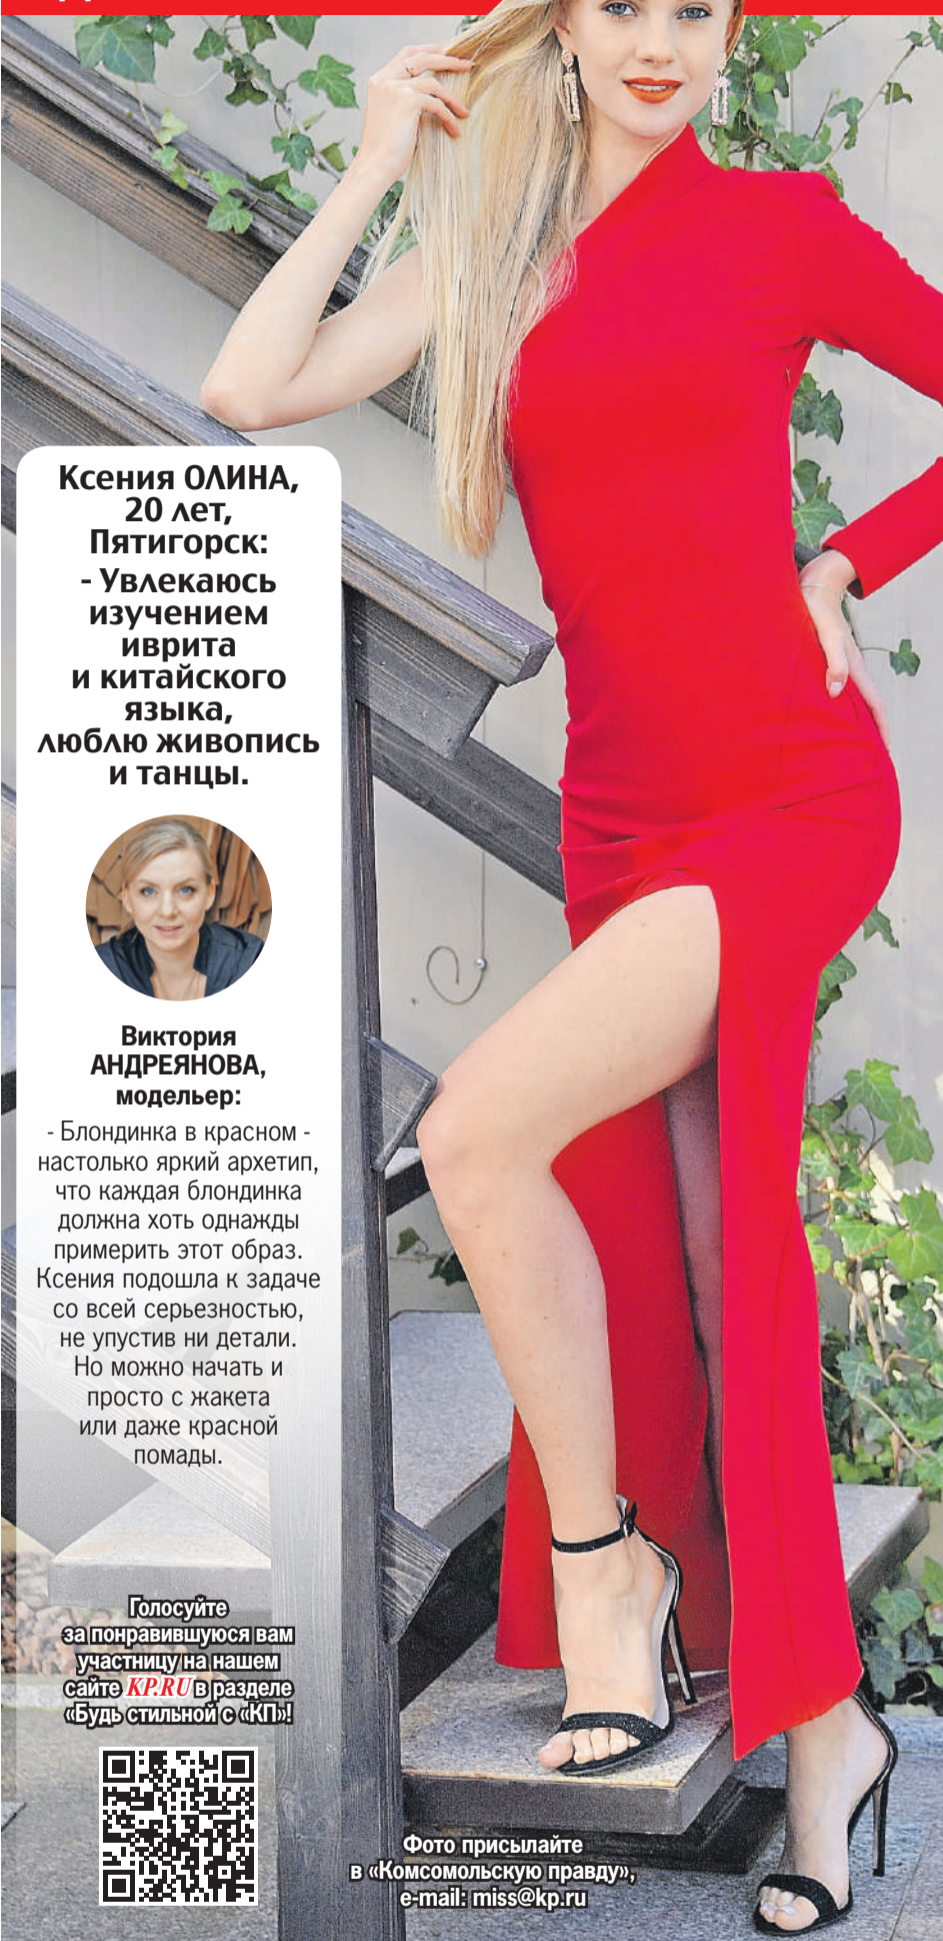 Ксения ОЛИНА,
20 лет,
Пятигорск:
- Увлекаюсь
изучением
иврита
и китайского
языка,
люблю живопись
и танцы.
Виктория
АНДРЕЯНОВА,
модельер:
- Блондинка в красном -
настолько яркий архетип,
что каждая блондинка
должна хоть однажды
примерить этот образ.
Ксения подошла к задаче
со всей серьезностью,
не упустив ни детали.
Но можно начать и
просто с жакета
или даже красной
помады.
Голосуйте
за понравившуюся вам
участницу на нашем
сайте KP.RU в разделе
«Будь стильной с «КП»!
Фото присылайте
в «Комсомольскую правду»,
e-mail: miss@kp.ru